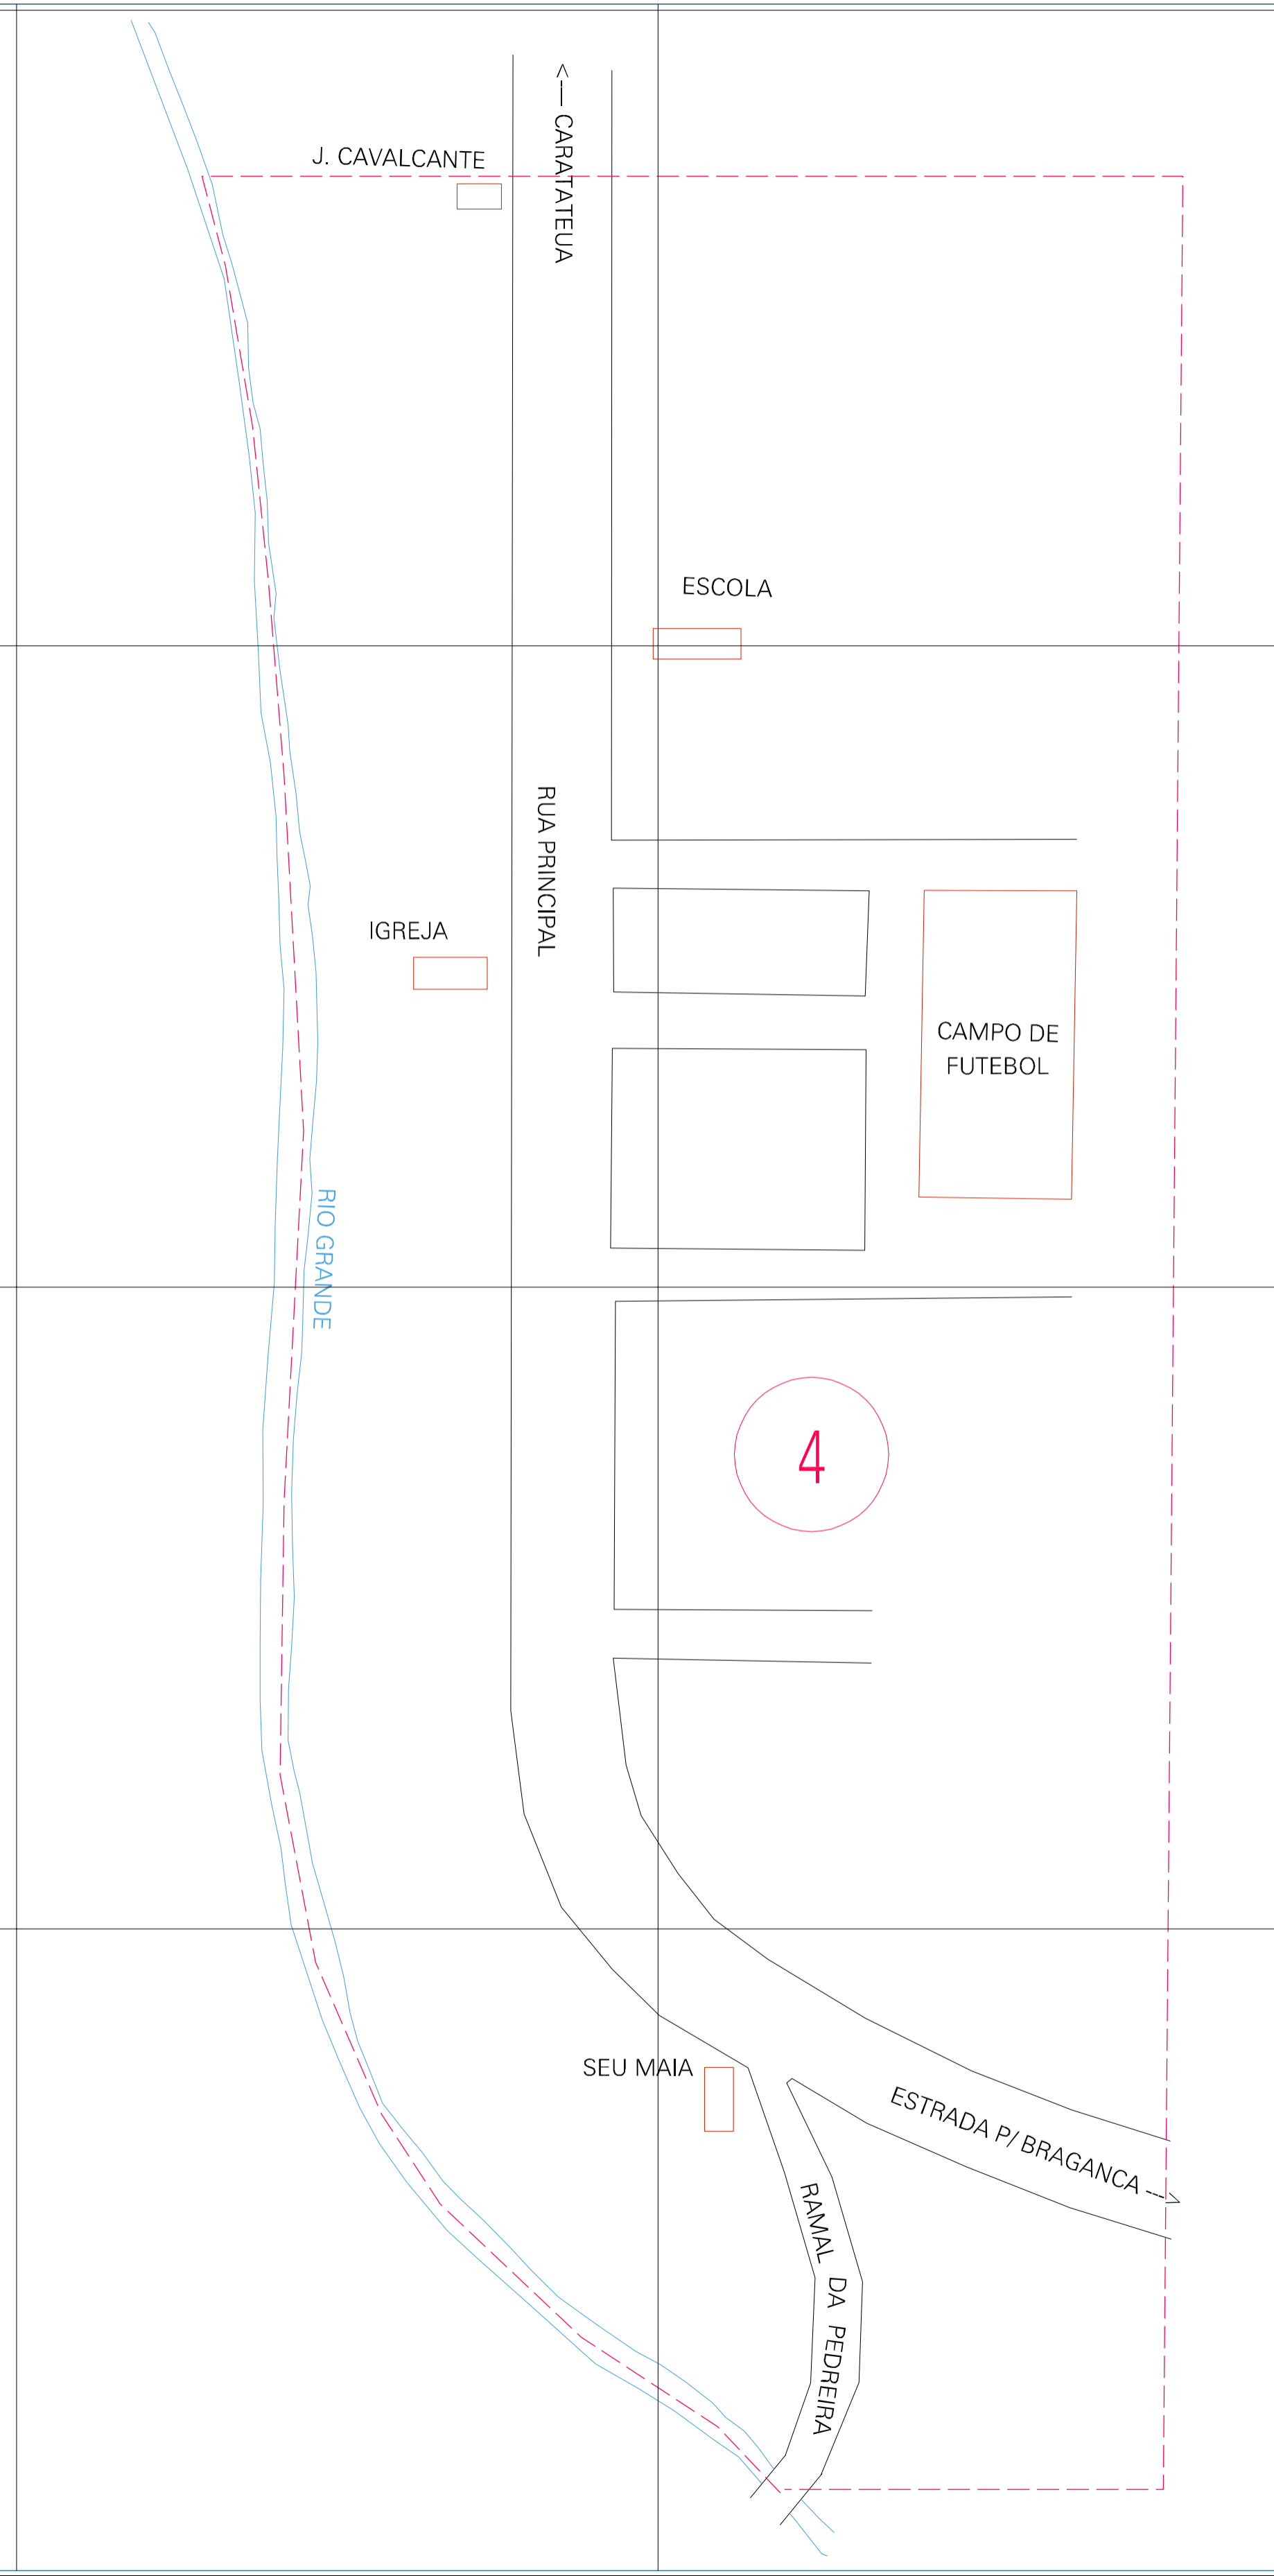 <-— CARATATEUA
J. CAVALCANTE
ESCOLA
RUA PRINCIPAL
IGREJA
CAMPO DE
FUTEBOL
RIO GRANDE
4
SEU MAIA
ESTRADA P/ BRAGANCA --->
RAMAL DA PEDREIRA